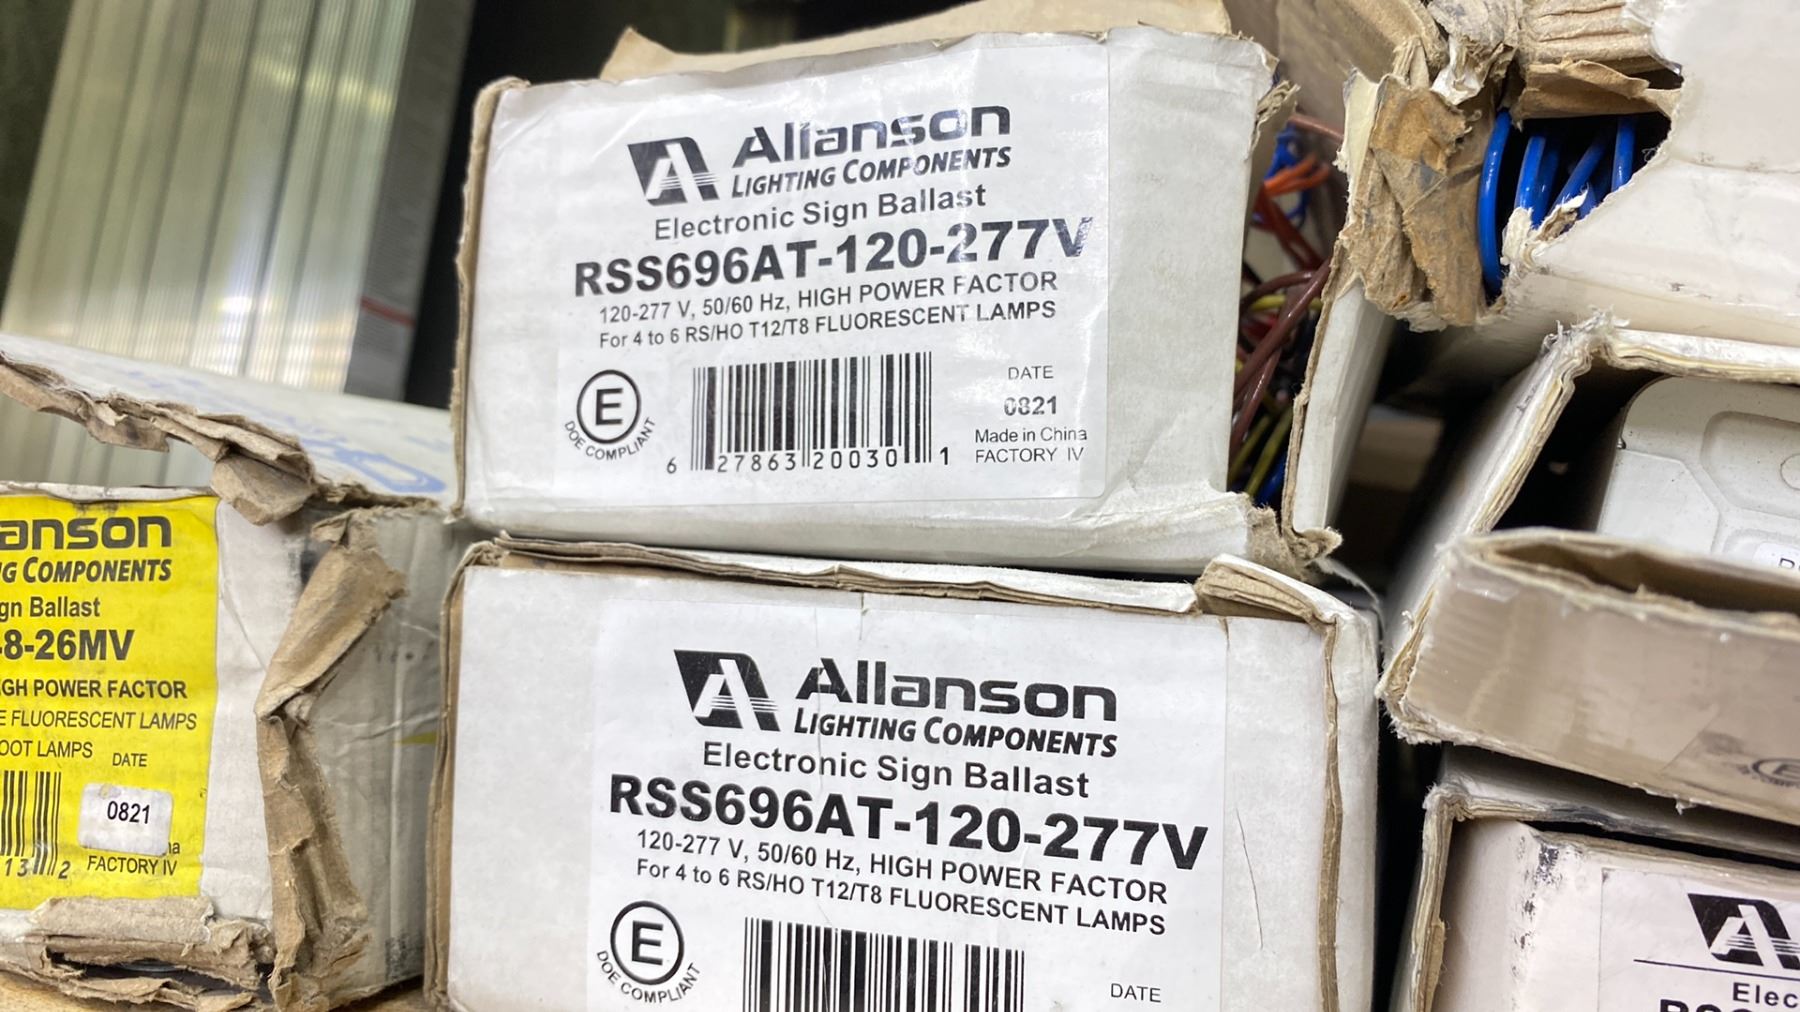 Allanson
LIGHTING COMPONENTS
Electronic Sign Ballast
RSS696AT-120-277V
120-277 V, 50/60 Hz, HIGH POWER FACTOR
For 4 to 6 RS/HO T12/T8 FLUORESCENT LAMPS
E
DOE COMPLIANT
6 27863 20030 1
DATE
0821
Made in China
FACTORY IV
anson
G COMPONENTS
gn Ballast
-8-26MV
GH POWER FACTOR
E FLUORESCENT LAMPS
OOT LAMPS
DATE
0821
13 2
FACTORY IV
Allanson
LIGHTING COMPONENTS
Electronic Sign Ballast
RSS696AT-120-277V
120-277 V, 50/60 Hz, HIGH POWER FACTOR
For 4 to 6 RS/HO T12/T8 FLUORESCENT LAMPS
E
DOE COMPLIANT
DATE
Elec